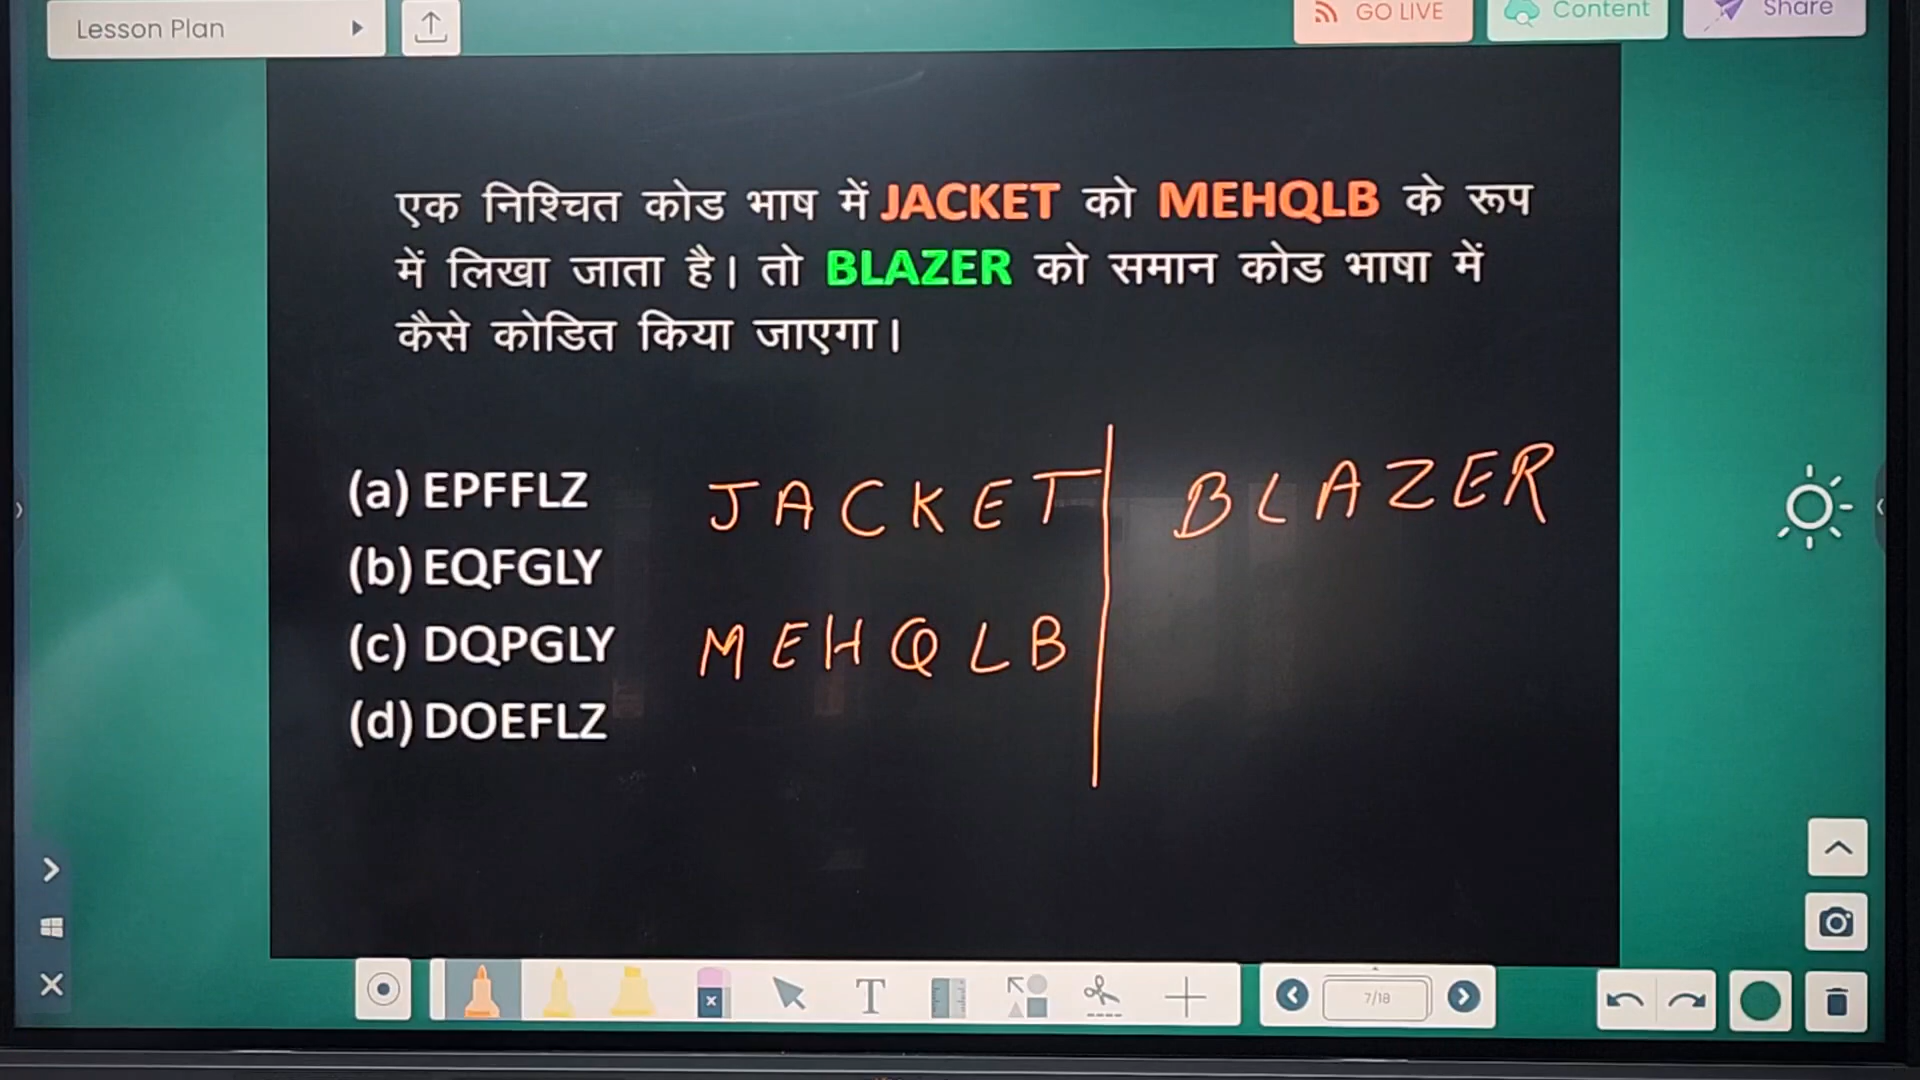 Lesson Plan
GO LIVE
Content
Share
एक निश्चित कोड भाष में JACKET को MEHQLB के रूप
में लिखा जाता है। तो BLAZER को समान कोड भाषा में
कैसे कोडित किया जाएगा।
(a) EPFFLZ
(b) EQFGLY
(c) DQPGLY
(d) DOEFLZ
JACKET
BLAZER
MEHQLB
T
7/18